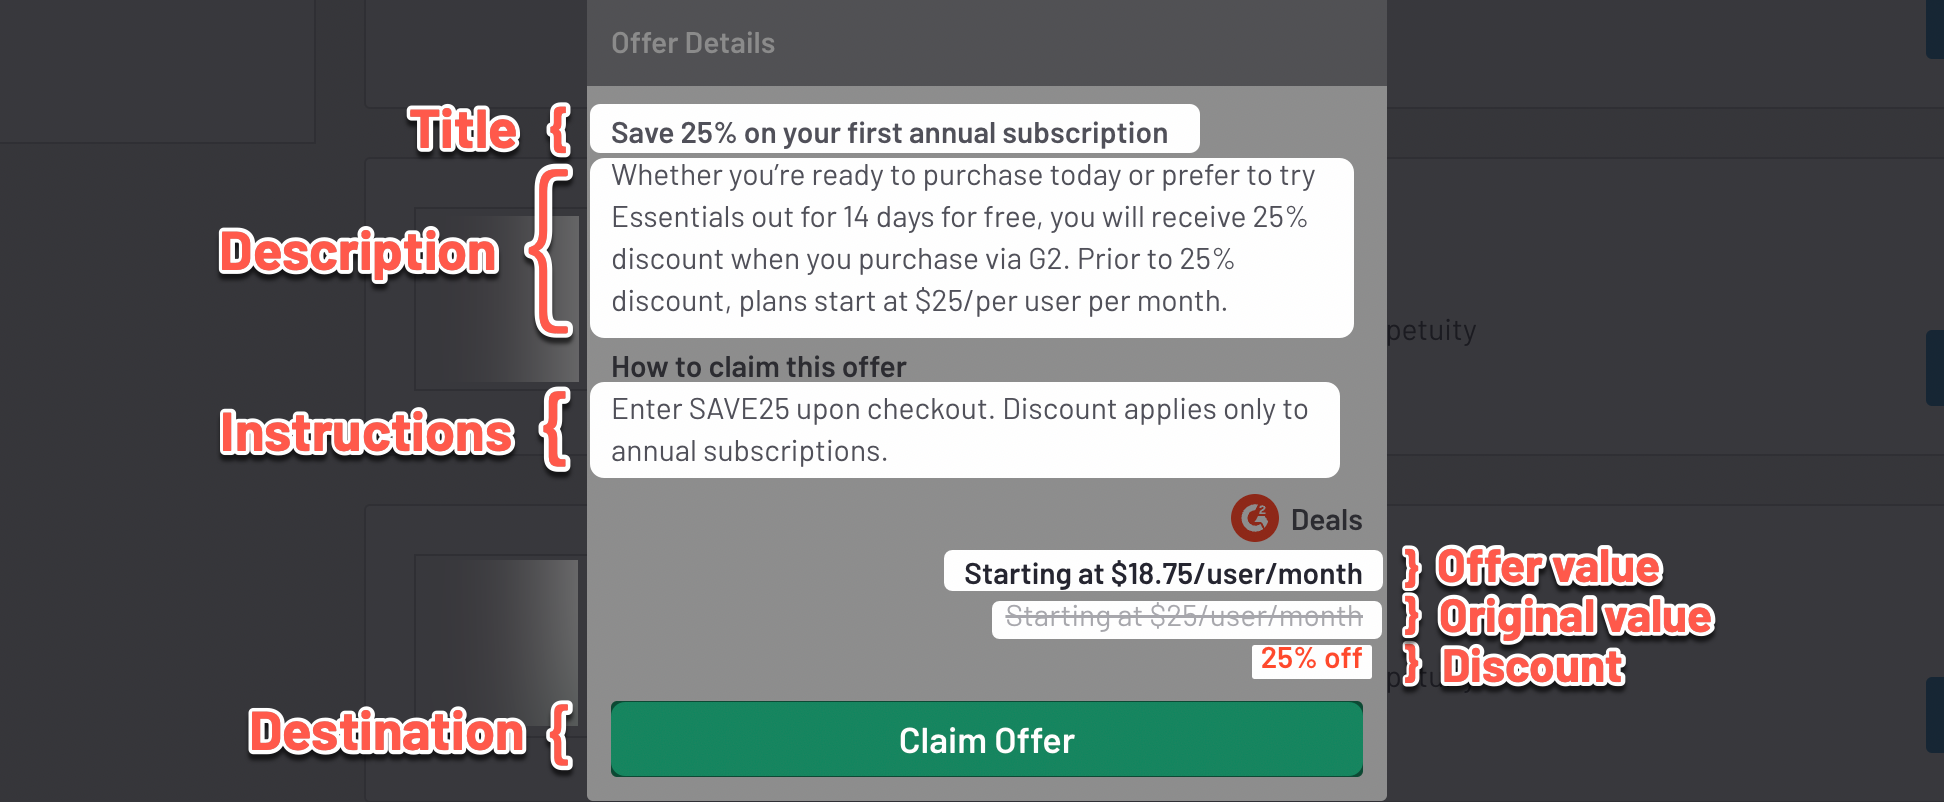 Offer Details
Title {
Save 25% on your first annual subscription
Description {
Whether you’re ready to purchase today or prefer to try
Essentials out for 14 days for free, you will receive 25%
discount when you purchase via G2. Prior to 25%
discount, plans start at $25/per user per month.
petuity
How to claim this offer
Instructions {
Enter SAVE25 upon checkout. Discount applies only to
annual subscriptions.
G2 Deals
Starting at $18.75/user/month } Offer value
Starting at $25/user/month } Original value
25% off } Discount
Destination {
Claim Offer